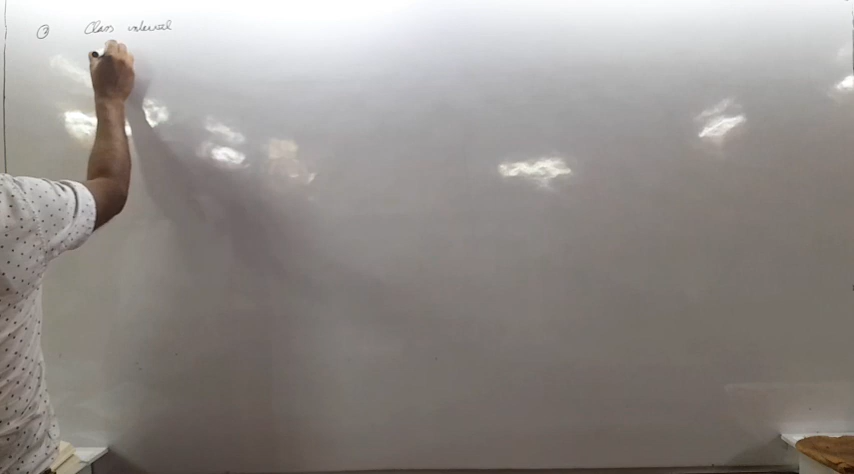 ③ Class interval